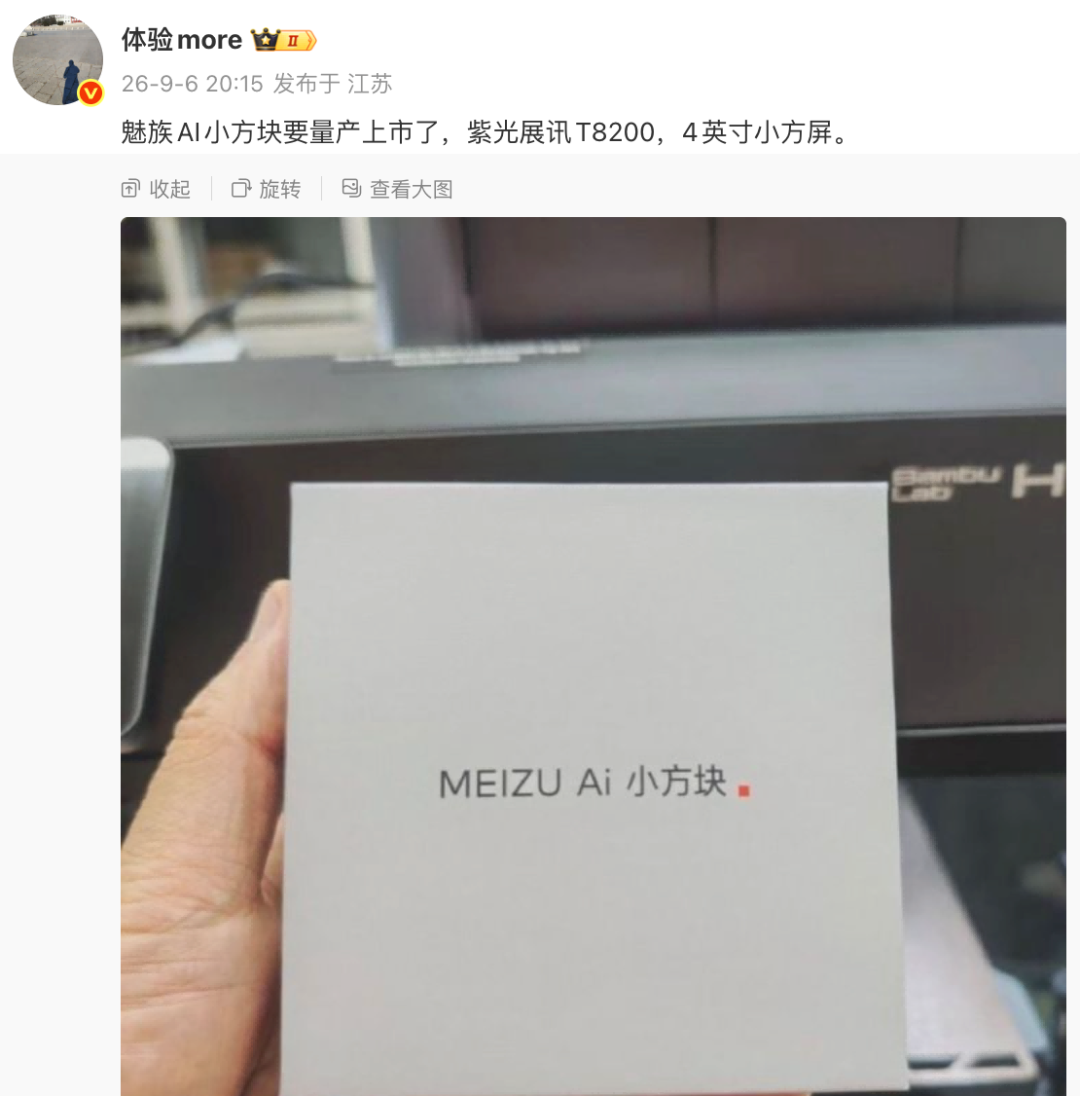 体验more II
26-9-6 20:15 发布于 江苏
魅族AI小方块要量产上市了，紫光展讯T8200，4英寸小方屏。
收起 旋转 查看大图
Bambu
Lab H
MEIZU Ai 小方块